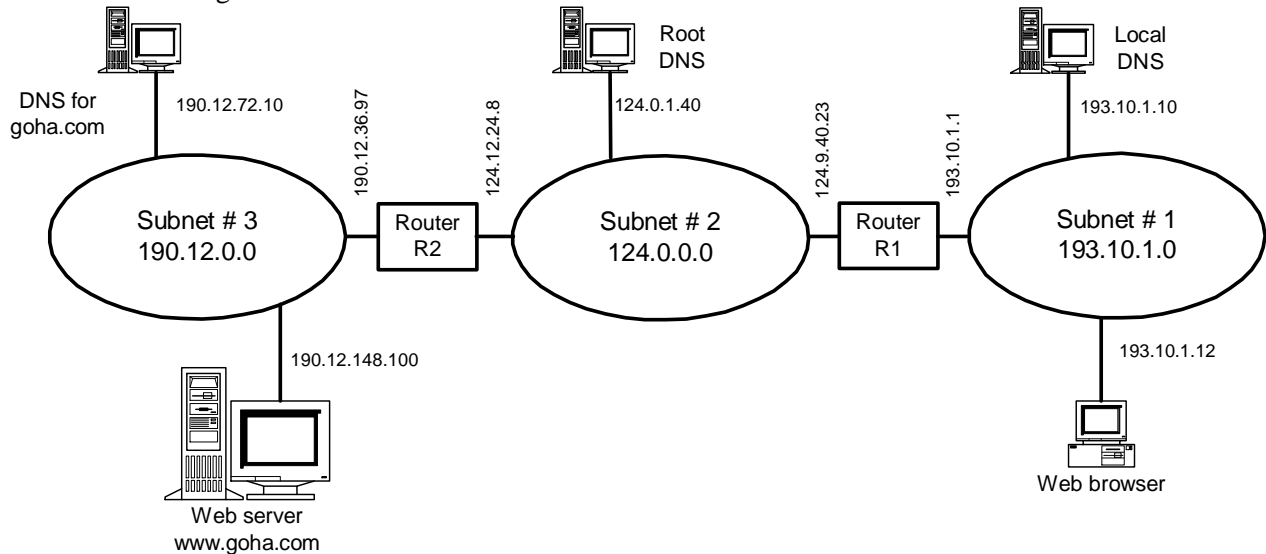 Root
DNS
Local
DNS
DNS for
goha.com
190.12.72.10
124.0.1.40
193.10.1.10
190.12.36.97
124.12.24.8
124.9.40.23
193.10.1.1
Subnet # 3
190.12.0.0
Router
R2
Subnet # 2
124.0.0.0
Router
R1
Subnet # 1
193.10.1.0
190.12.148.100
193.10.1.12
Web server
www.goha.com
Web browser